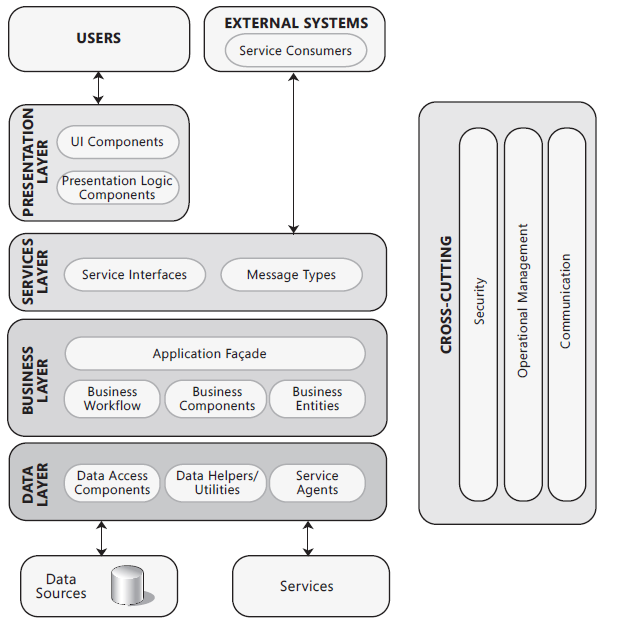 USERS
EXTERNAL SYSTEMS
Service Consumers
PRESENTATION
LAYER
UI Components
Presentation Logic
Components
SERVICES
LAYER
Service Interfaces
Message Types
BUSINESS
LAYER
Application Façade
Business
Workflow
Business
Components
Business
Entities
DATA
LAYER
Data Access
Components
Data Helpers/
Utilities
Service
Agents
Data
Sources
Services
CROSS-CUTTING
Security
Operational Management
Communication